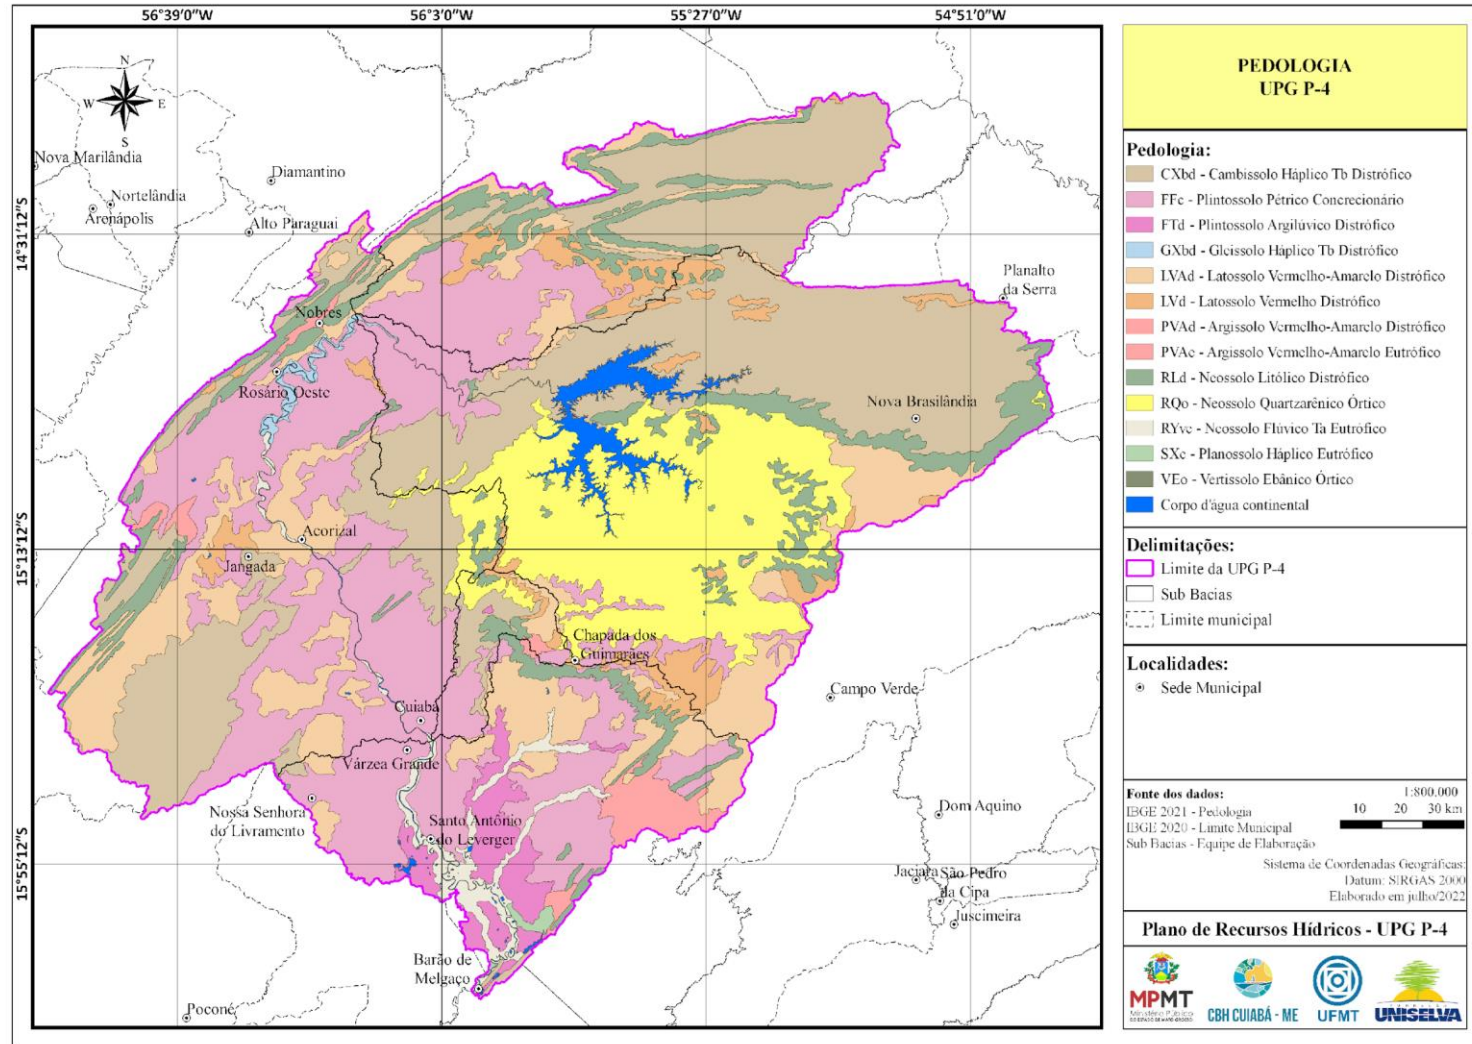 56°39'0"W
56°3'0"W
55°27'0"W
54°51'0"W
14°31'12"S
15°13'12"S
15°55'12"S
N
W
E
S
Nova Marilândia
Nortelândia
Arenápolis
Diamantino
Alto Paraguai
Planalto
da Serra
Nobres
Rosário Oeste
Nova Brasilândia
Acorizal
Jangada
Chapada dos
Guimarães
Campo Verde
Cuiabá
Várzea Grande
Nossa Senhora
do Livramento
Santo Antônio
do Leverger
Dom Aquino
Jaciara
São Pedro
da Cipa
Juscimeira
Barão de
Melgaço
Poconé
PEDOLOGIA
UPG P-4
Pedologia:
CXbd - Cambissolo Háplico Tb Distrófico
FFc - Plintossolo Pétrico Concrecionário
FTd - Plintossolo Argilúvico Distrófico
GXbd - Gleissolo Háplico Tb Distrófico
LVAd - Latossolo Vermelho-Amarelo Distrófico
LVd - Latossolo Vermelho Distrófico
PVAd - Argissolo Vermelho-Amarelo Distrófico
PVAe - Argissolo Vermelho-Amarelo Eutrófico
RLd - Neossolo Litólico Distrófico
RQo - Neossolo Quartzarênico Órtico
RYve - Neossolo Flúvico Ta Eutrófico
SXe - Planossolo Háplico Eutrófico
VEo - Vertissolo Ebânico Órtico
Corpo d'água continental
Delimitações:
Limite da UPG P-4
Sub Bacias
Limite municipal
Localidades:
Sede Municipal
Fonte dos dados:
IBGE 2021 - Pedologia
IBGE 2020 - Limite Municipal
Sub Bacias - Equipe de Elaboração
1:800.000
10 20 30 km
Sistema de Coordenadas Geográficas:
Datum: SIRGAS 2000
Elaborado em julho/2022
Plano de Recursos Hídricos - UPG P-4
MPMT
Ministério Público
CBH CUIABÁ - ME
UFMT
UNISELVA